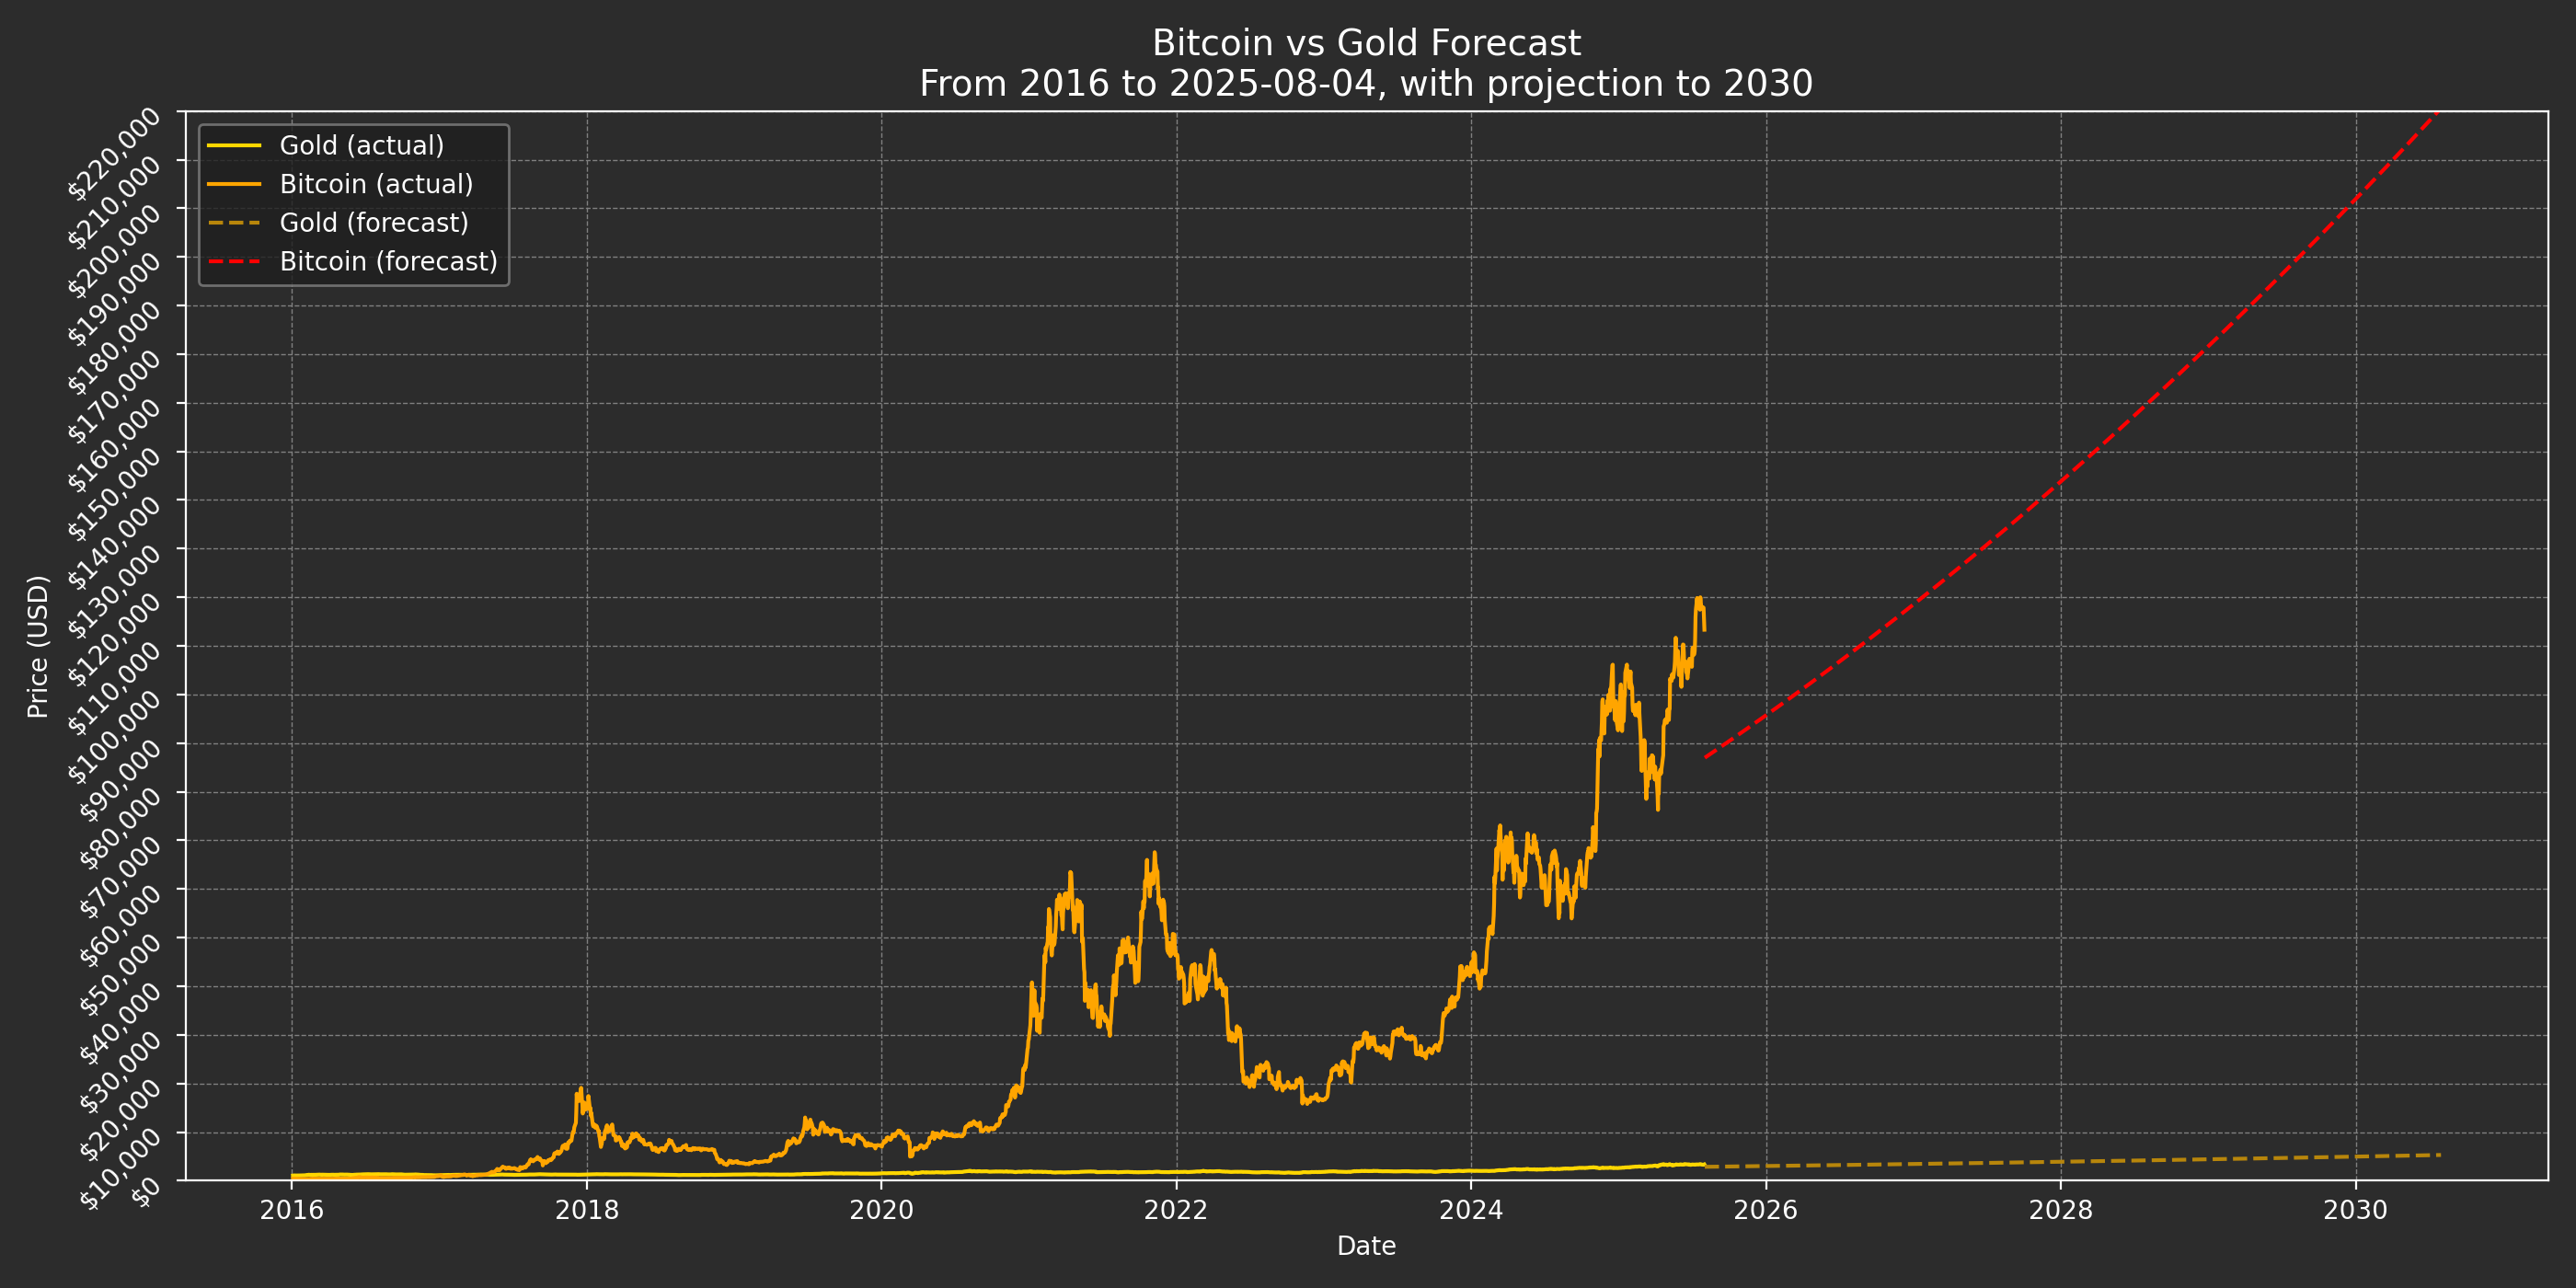 Bitcoin vs Gold Forecast
From 2016 to 2025-08-04, with projection to 2030
Gold (actual)
Bitcoin (actual)
Gold (forecast)
Bitcoin (forecast)
$220,000
$210,000
$200,000
$190,000
$180,000
$170,000
$160,000
$150,000
$140,000
$130,000
$120,000
$110,000
$100,000
$90,000
$80,000
$70,000
$60,000
$50,000
$40,000
$30,000
$20,000
$10,000
$0
Price (USD)
2016 2018 2020 2022 2024 2026 2028 2030
Date